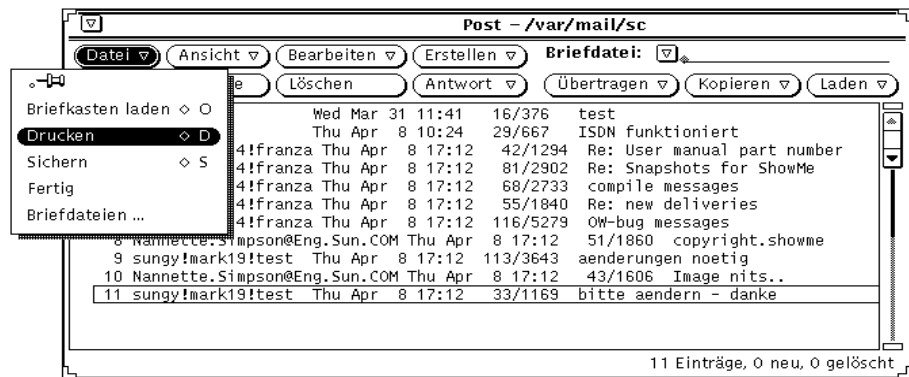 Post – /var/mail/sc
Datei Ansicht Bearbeiten Erstellen Briefdatei:
e Löschen Antwort Übertragen Kopieren Laden
Briefkasten laden ◇ O
Drucken ◇ D
Sichern ◇ S
Fertig
Briefdateien ...
Wed Mar 31 11:41 16/376 test
Thu Apr 8 10:24 29/667 ISDN funktioniert
4!franza Thu Apr 8 17:12 42/1294 Re: User manual part number
4!franza Thu Apr 8 17:12 81/2902 Re: Snapshots for ShowMe
4!franza Thu Apr 8 17:12 68/2733 compile messages
4!franza Thu Apr 8 17:12 55/1840 Re: new deliveries
4!franza Thu Apr 8 17:12 116/5279 OW-bug messages
8 Nannette.Simpson@Eng.Sun.COM Thu Apr 8 17:12 51/1860 copyright.showme
9 sungy!mark19!test Thu Apr 8 17:12 113/3643 aenderungen noetig
10 Nannette.Simpson@Eng.Sun.COM Thu Apr 8 17:12 43/1606 Image nits..
11 sungy!mark19!test Thu Apr 8 17:12 33/1169 bitte aendern - danke
11 Einträge, 0 neu, 0 gelöscht